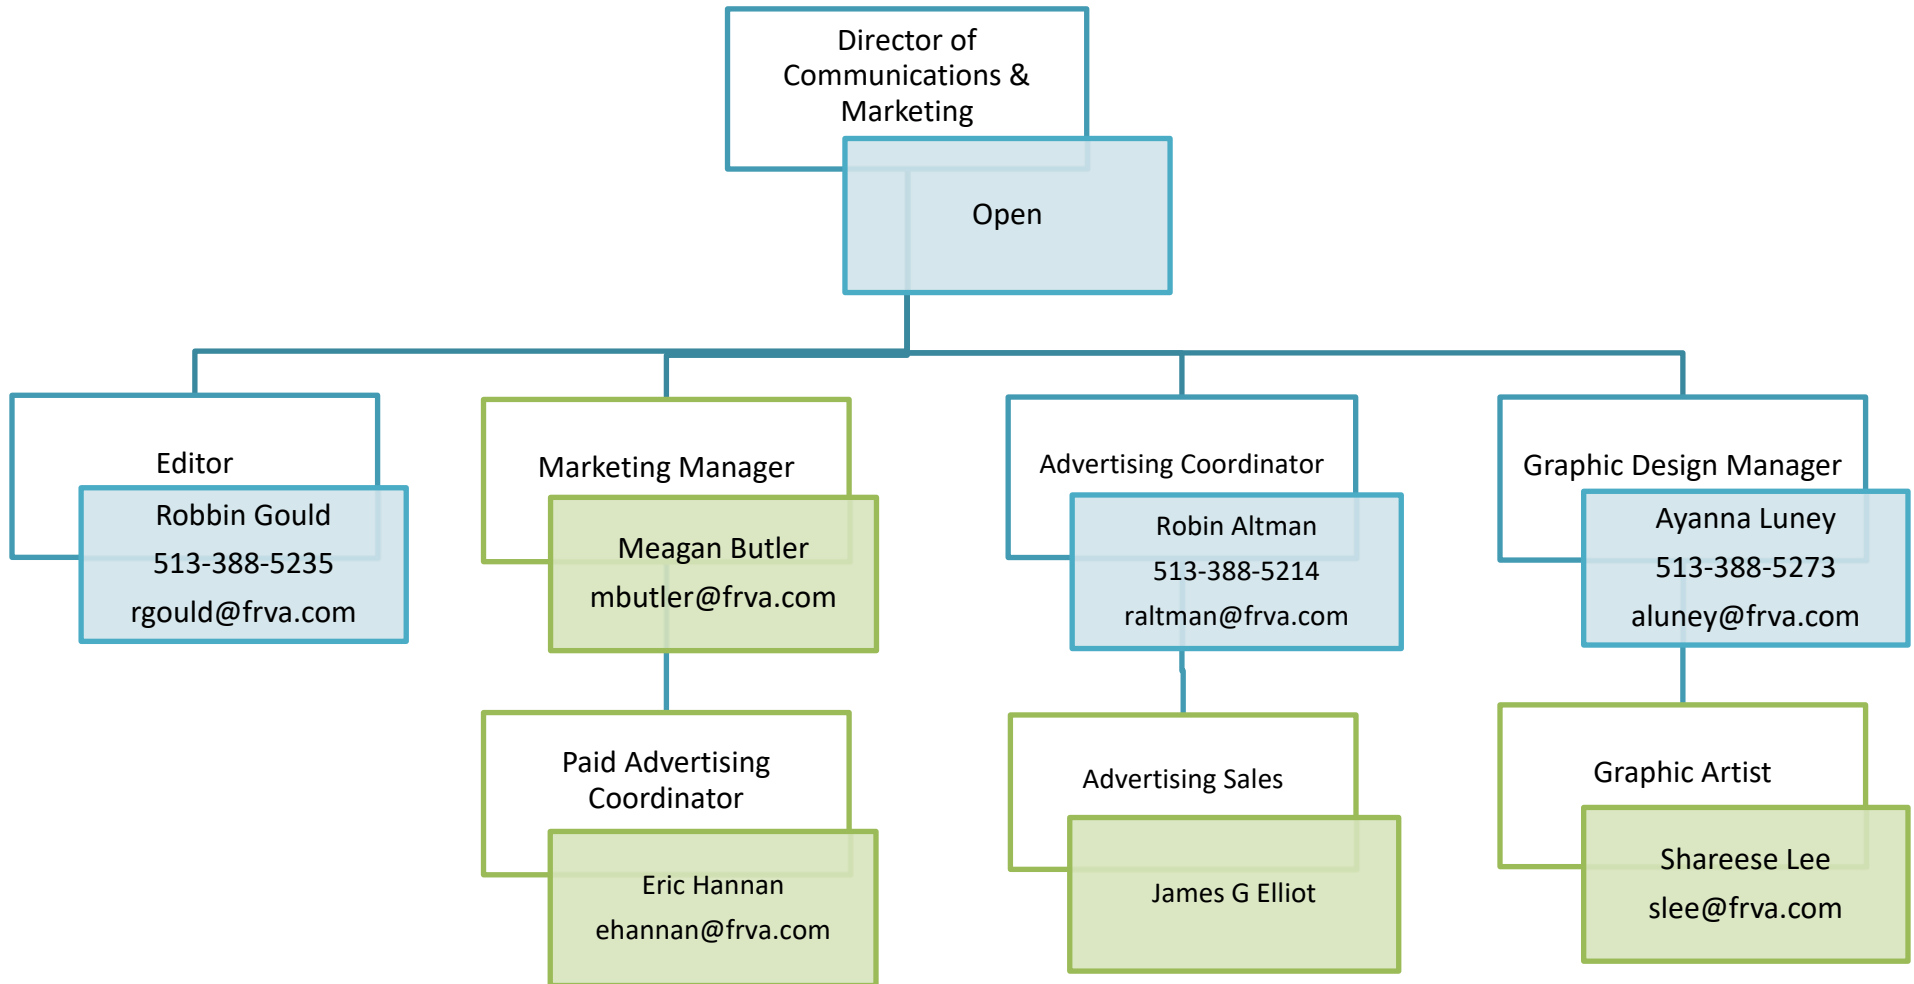 Director of
Communications &
Marketing
Open
Editor
Robbin Gould
513-388-5235
rgould@frva.com
Marketing Manager
Meagan Butler
mbutler@frva.com
Advertising Coordinator
Robin Altman
513-388-5214
raltman@frva.com
Graphic Design Manager
Ayanna Luney
513-388-5273
aluney@frva.com
Paid Advertising
Coordinator
Eric Hannan
ehannan@frva.com
Advertising Sales
James G Elliot
Graphic Artist
Shareese Lee
slee@frva.com